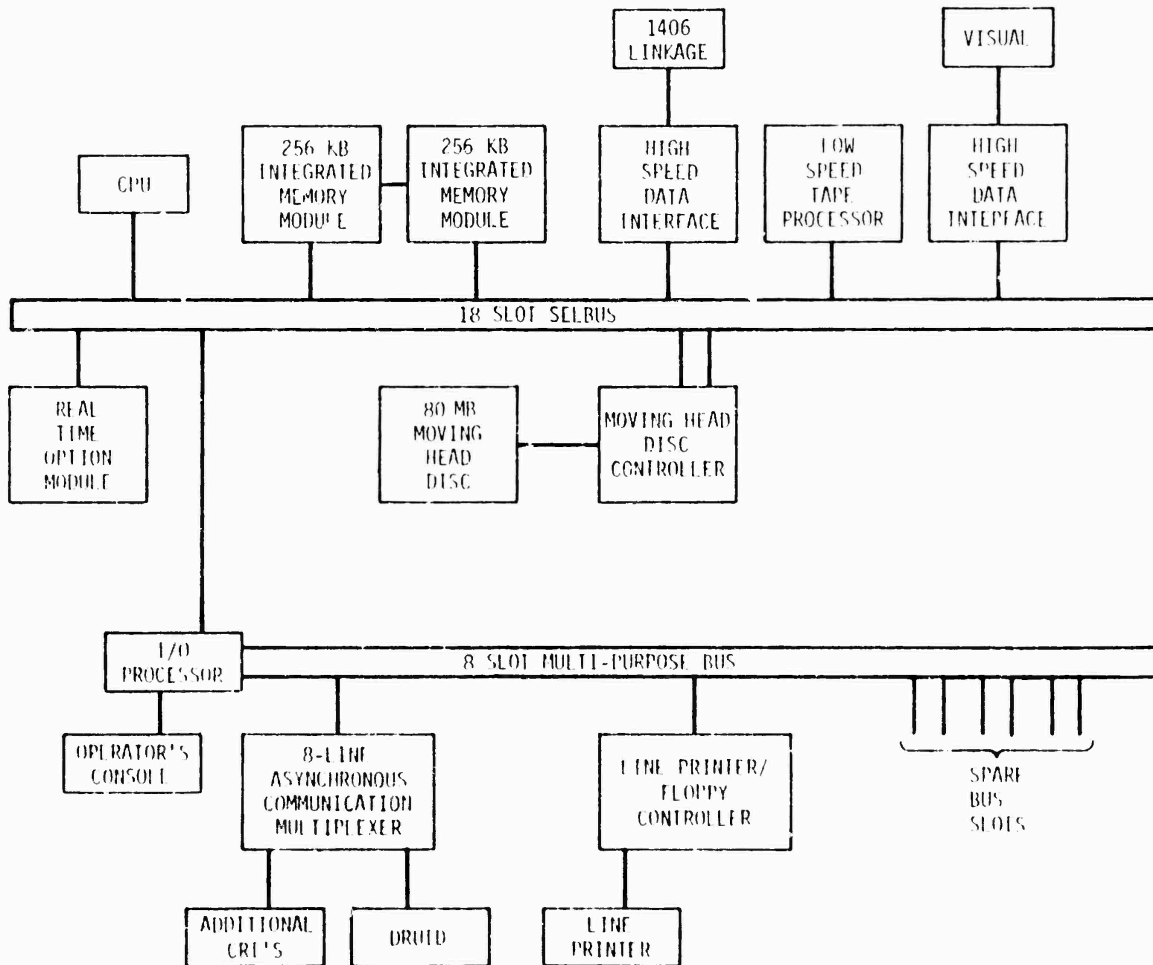 1406
LINKAGE
VISUAL
CPU
256 KB
INTEGRATED
MEMORY
MODULE
256 KB
INTEGRATED
MEMORY
MODULE
HIGH
SPEED
DATA
INTERFACE
LOW
SPEED
TAPE
PROCESSOR
HIGH
SPEED
DATA
INTERFACE
18 SLOT SELBUS
REAL
TIME
OPTION
MODULE
80 MB
MOVING
HEAD
DISC
MOVING HEAD
DISC
CONTROLLER
I/O
PROCESSOR
8 SLOT MULTI-PURPOSE BUS
OPERATOR'S
CONSOLE
8-LINE
ASYNCHRONOUS
COMMUNICATION
MULTIPLEXER
LINE PRINTER/
FLOPPY
CONTROLLER
SPARE
BUS
SLOTS
ADDITIONAL
CRT'S
DRUID
LINE
PRINTER